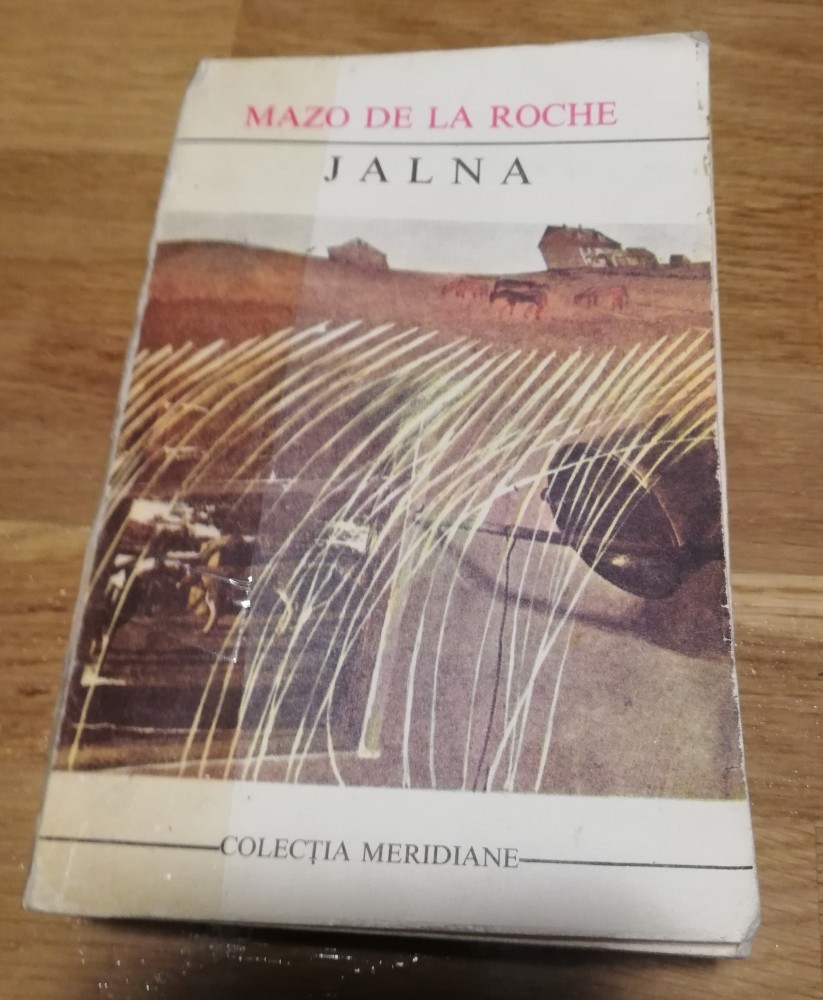 MAZO DE LA ROCHE
JALNA
COLECȚIA MERIDIANE